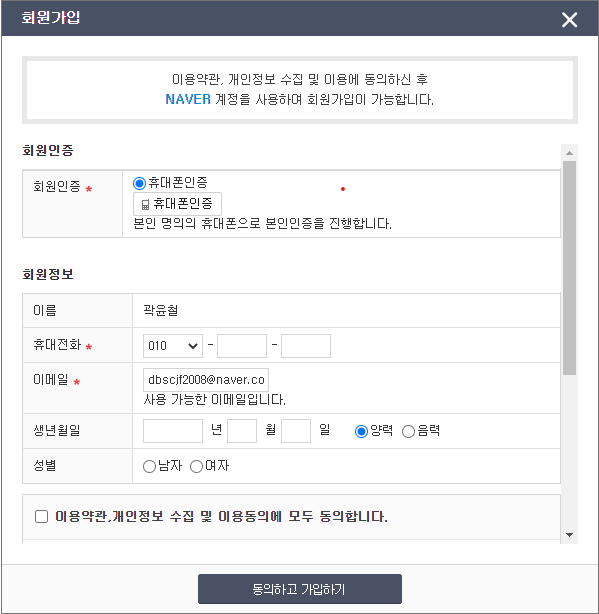 회원가입
이용약관, 개인정보 수집 및 이용에 동의하신 후
NAVER 계정을 사용하며 회원가입이 가능합니다.
회원인증
회원인증 *
휴대폰인증
휴대폰인증
본인 명의의 휴대폰으로 본인인증을 진행합니다.
회원정보
이름 곽윤철
휴대전화 * 010 - -
이메일 * dbscjf2008@naver.co
사용 가능한 이메일입니다.
생년월일 년 월 일 양력 음력
성별 남자 여자
이용약관,개인정보 수집 및 이용동의에 모두 동의합니다.
동의하고 가입하기